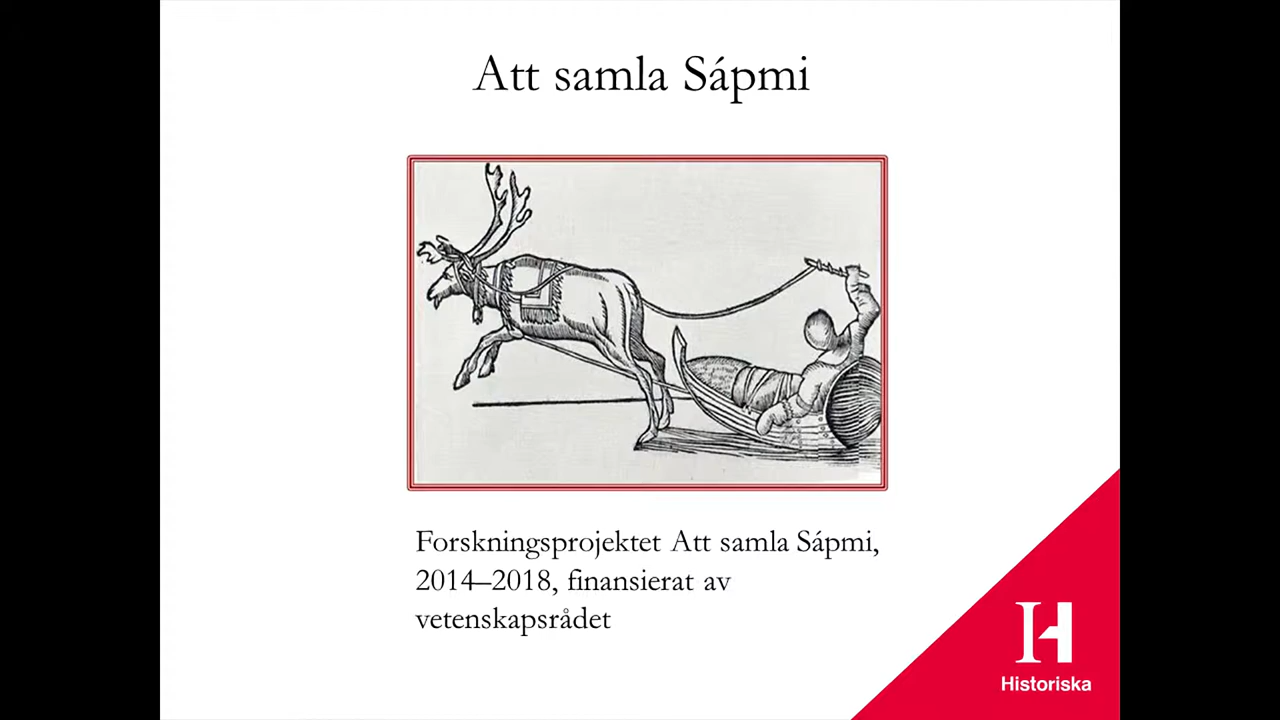 Att samla Sápmi
Forskningsprojektet Att samla Sápmi,
2014–2018, finansierat av
vetenskapsrådet
H
Historiska